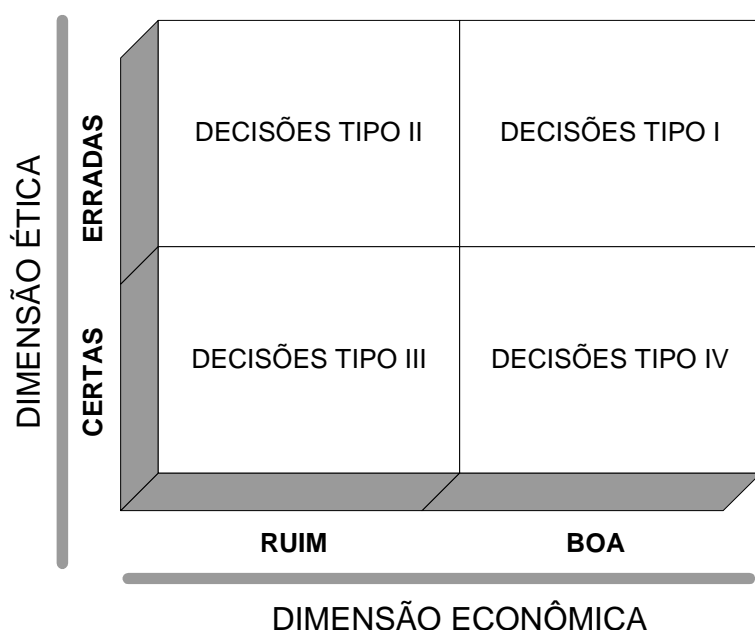 DIMENSÃO ÉTICA
ERRADAS
DECISÕES TIPO II
DECISÕES TIPO I
CERTAS
DECISÕES TIPO III
DECISÕES TIPO IV
RUIM
BOA
DIMENSÃO ECONÔMICA